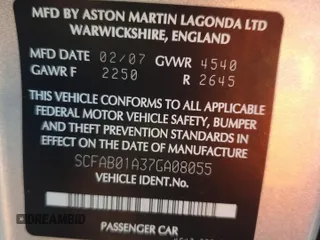 MFD BY ASTON MARTIN LAGONDA LTD
WARWICKSHIRE, ENGLAND
MFD DATE 02/07 GVWR 4540
GAWR F 2250 R 2645
THIS VEHICLE CONFORMS TO ALL APPLICABLE
FEDERAL MOTOR VEHICLE SAFETY, BUMPER
AND THEFT PREVENTION STANDARDS IN
EFFECT ON THE DATE OF MANUFACTURE
SCFAB01A37GA08055
VEHICLE IDENT. No.
PASSENGER CAR
DREAMBID